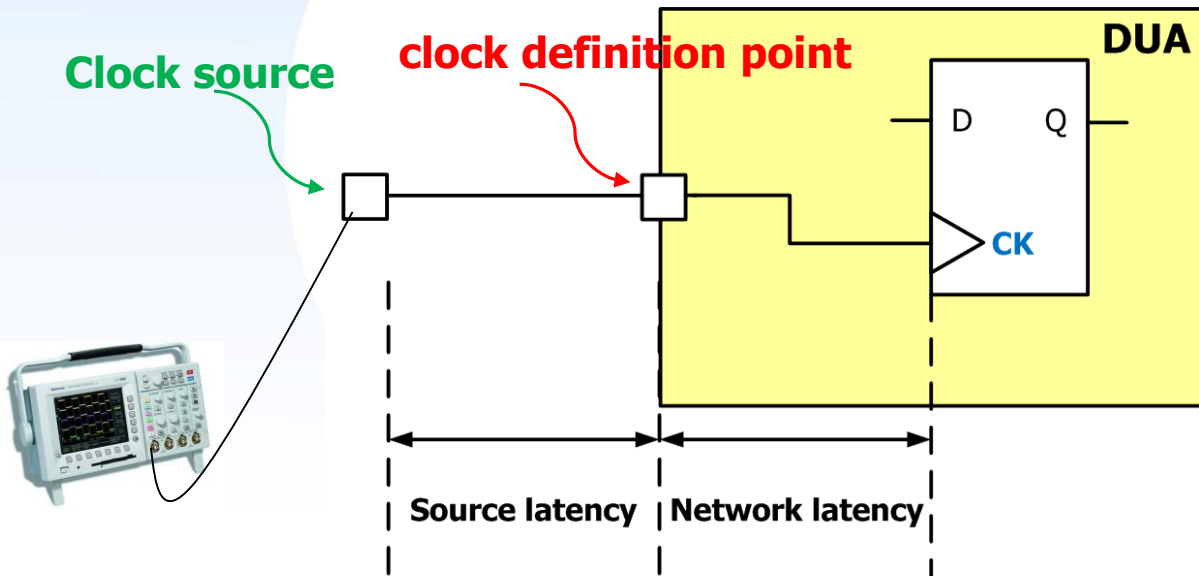 DUA
clock definition point
Clock source
D
Q
CK
Source latency
Network latency